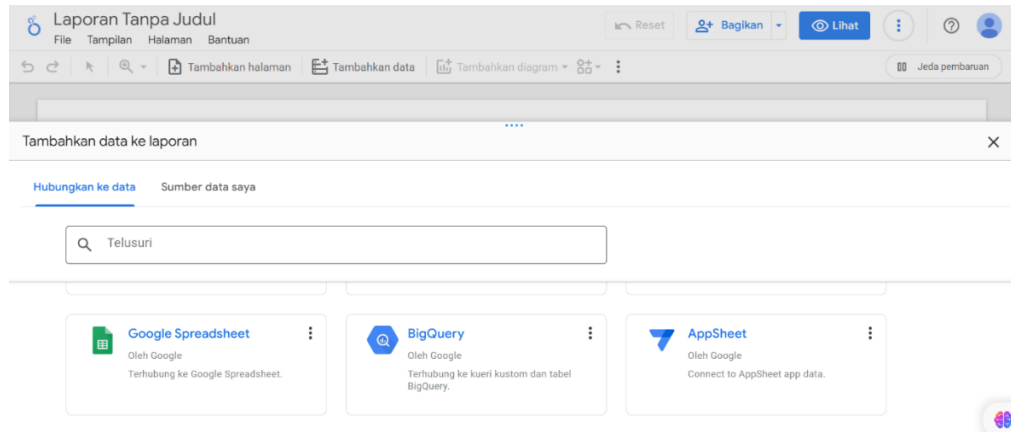 Laporan Tanpa Judul
File Tampilan Halaman Bantuan
Reset
Bagikan
Lihat
Tambahkan halaman
Tambahkan data
Tambahkan diagram
Jeda pembaruan
Tambahkan data ke laporan
Hubungkan ke data
Sumber data saya
Telusuri
Google Spreadsheet
Oleh Google
Terhubung ke Google Spreadsheet.
BigQuery
Oleh Google
Terhubung ke kueri kustom dan tabel
BigQuery.
AppSheet
Oleh Google
Connect to AppSheet app data.